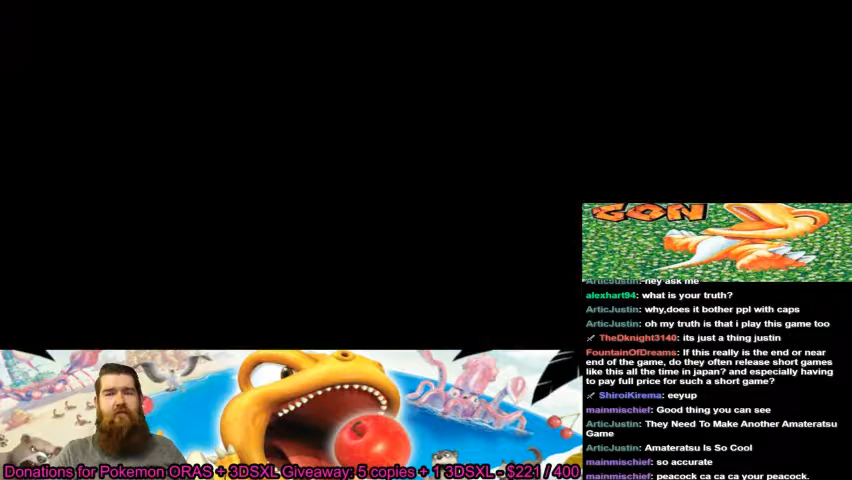 GON
ArticJustin: hey ask me
alexhart94: what is your truth?
ArticJustin: why,does it bother ppl with caps
ArticJustin: oh my truth is that i play this game too
TheDknight3140: its just a thing justin
FountainOfDreams: If this really is the end or near
end of the game, do they often release short games
like this all the time in japan? and especially having
to pay full price for such a short game?
ShiroiKirema: eeyup
mainmischief: Good thing you can see
ArticJustin: They Need To Make Another Amateratsu
Game
ArticJustin: Amateratsu Is So Cool
mainmischief: so accurate
mainmischief: peacock ca ca ca your peacock.
Donations for Pokemon ORAS + 3DSXL Giveaway: 5 copies + 1 3DSXL - $221 / 400